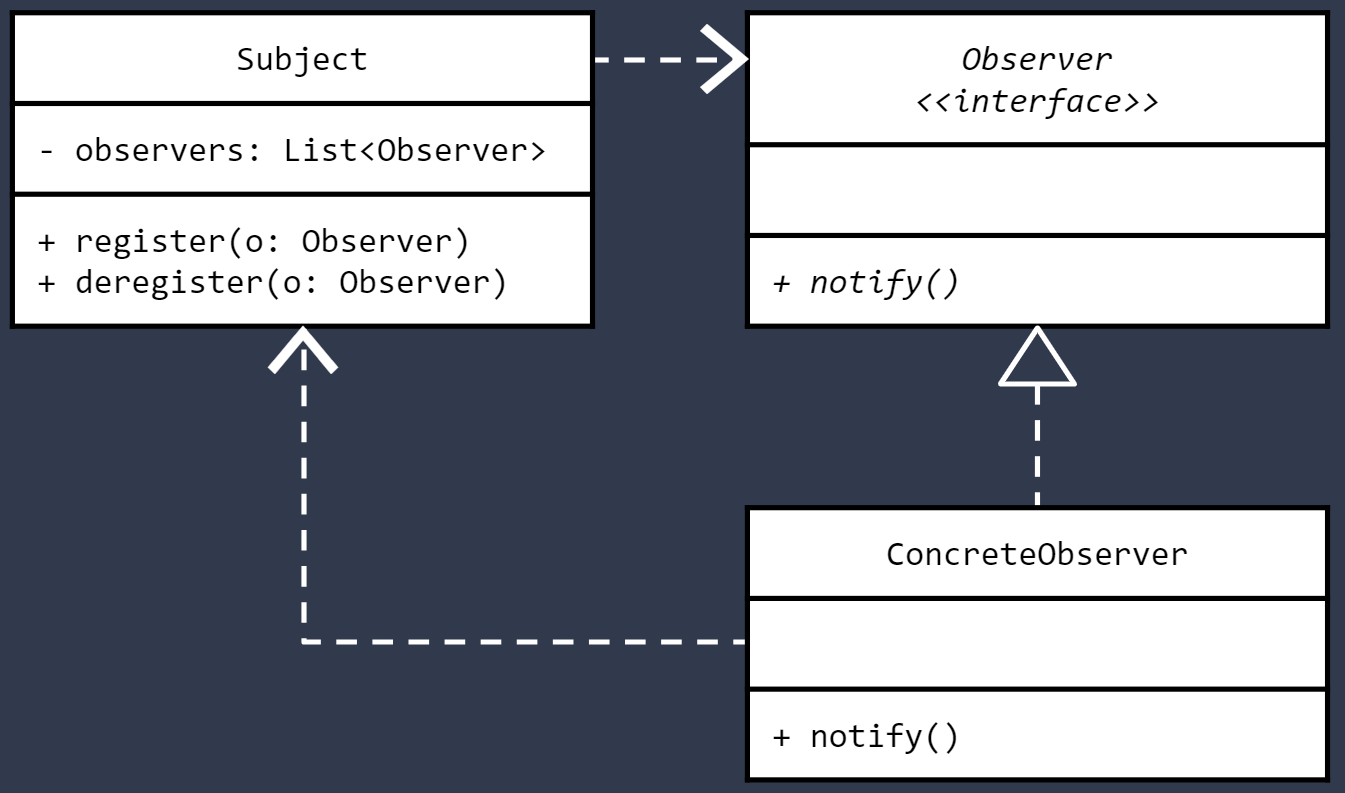 Subject
- observers: List<Observer>
+ register(o: Observer)
+ deregister(o: Observer)
Observer
<<interface>>
+ notify()
ConcreteObserver
+ notify()